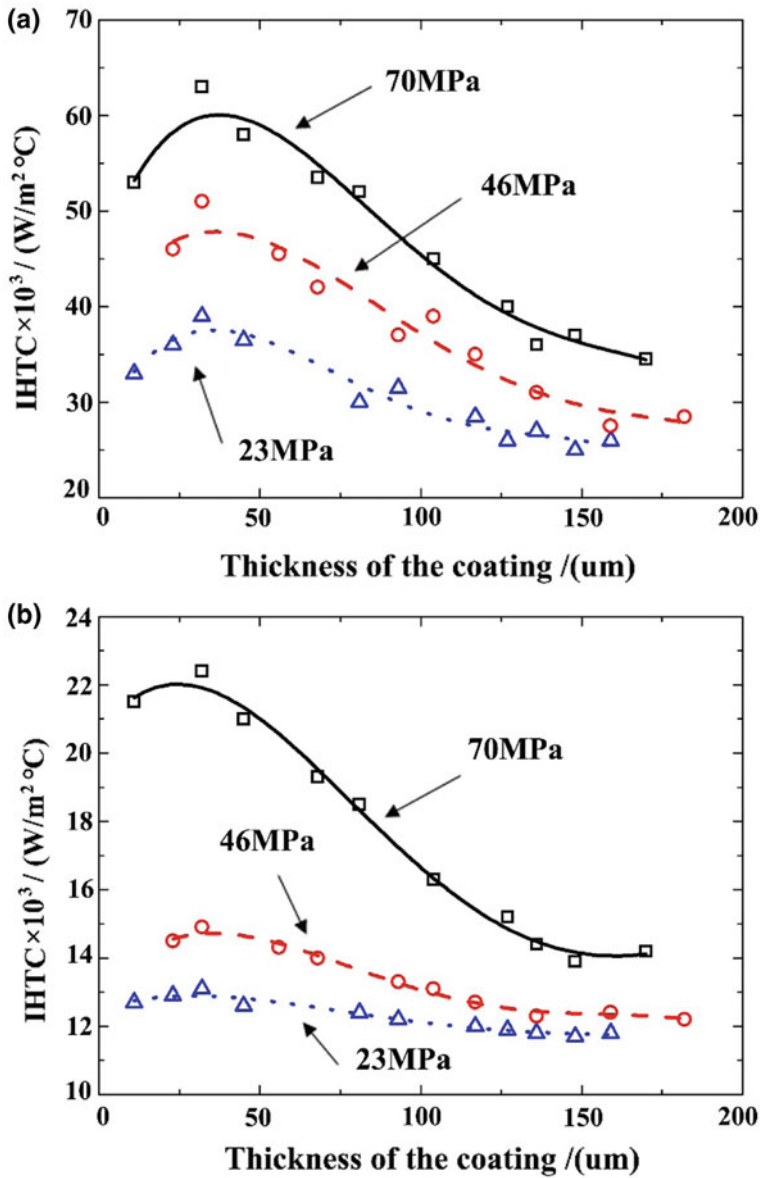 (a)
70
60
50
40
30
20
IHTC×10³ / (W/m² °C)
70MPa
46MPa
23MPa
0 50 100 150 200
Thickness of the coating /(um)
(b)
24
22
20
18
16
14
12
10
IHTC×10³ / (W/m² °C)
70MPa
46MPa
23MPa
0 50 100 150 200
Thickness of the coating /(um)